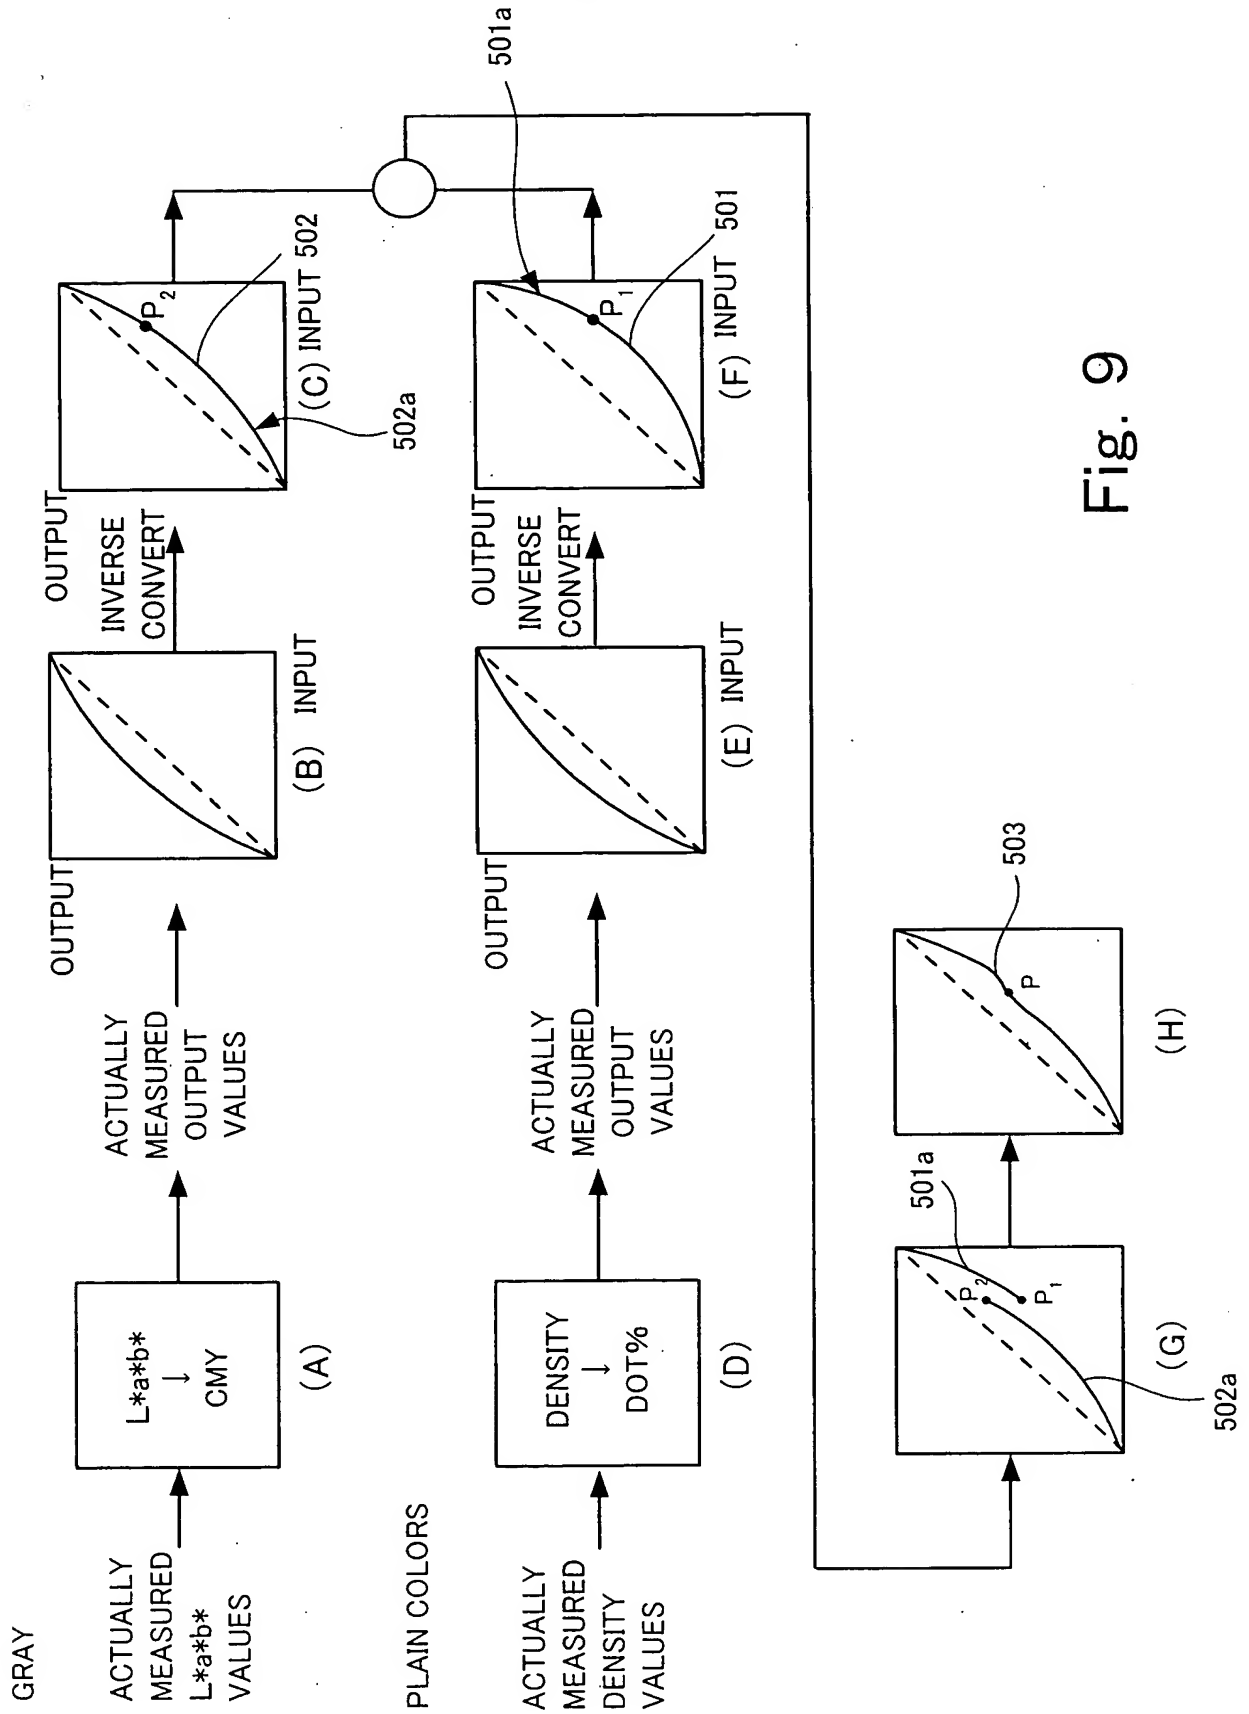 GRAY
ACTUALLY
MEASURED
L*a*b*
VALUES
L*a*b*
↓
CMY
(A)
ACTUALLY
MEASURED
OUTPUT
VALUES
OUTPUT
(B) INPUT
INVERSE
CONVERT
OUTPUT
P2
(C) INPUT
502
502a
PLAIN COLORS
ACTUALLY
MEASURED
DENSITY
VALUES
DENSITY
↓
DOT%
(D)
ACTUALLY
MEASURED
OUTPUT
VALUES
OUTPUT
(E) INPUT
INVERSE
CONVERT
OUTPUT
P1
(F) INPUT
501
501a
501a
P2
P1
(G)
502a
503
P
(H)
Fig. 9